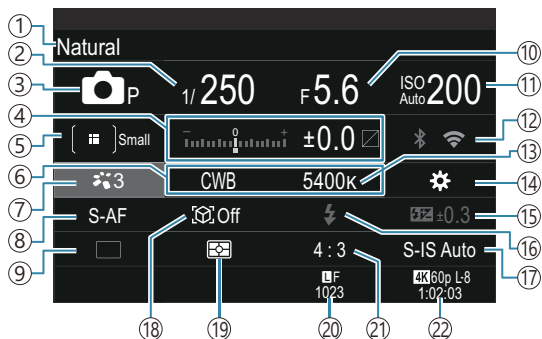 ① Natural
② ③ P 1/250 F5.6 ⑩ ISO Auto 200 ⑪
④ 0 ±0.0 ⑫
⑤ Small
⑥ CWB 5400K ⑬
⑦ 3 ⑭
⑧ S-AF Off ±0.3 ⑮
⑯
⑨ 4:3 S-IS Auto ⑰
LF 4K 60p L-8
1023 1:02:03
⑱ ⑲ ⑳ ㉑ ㉒